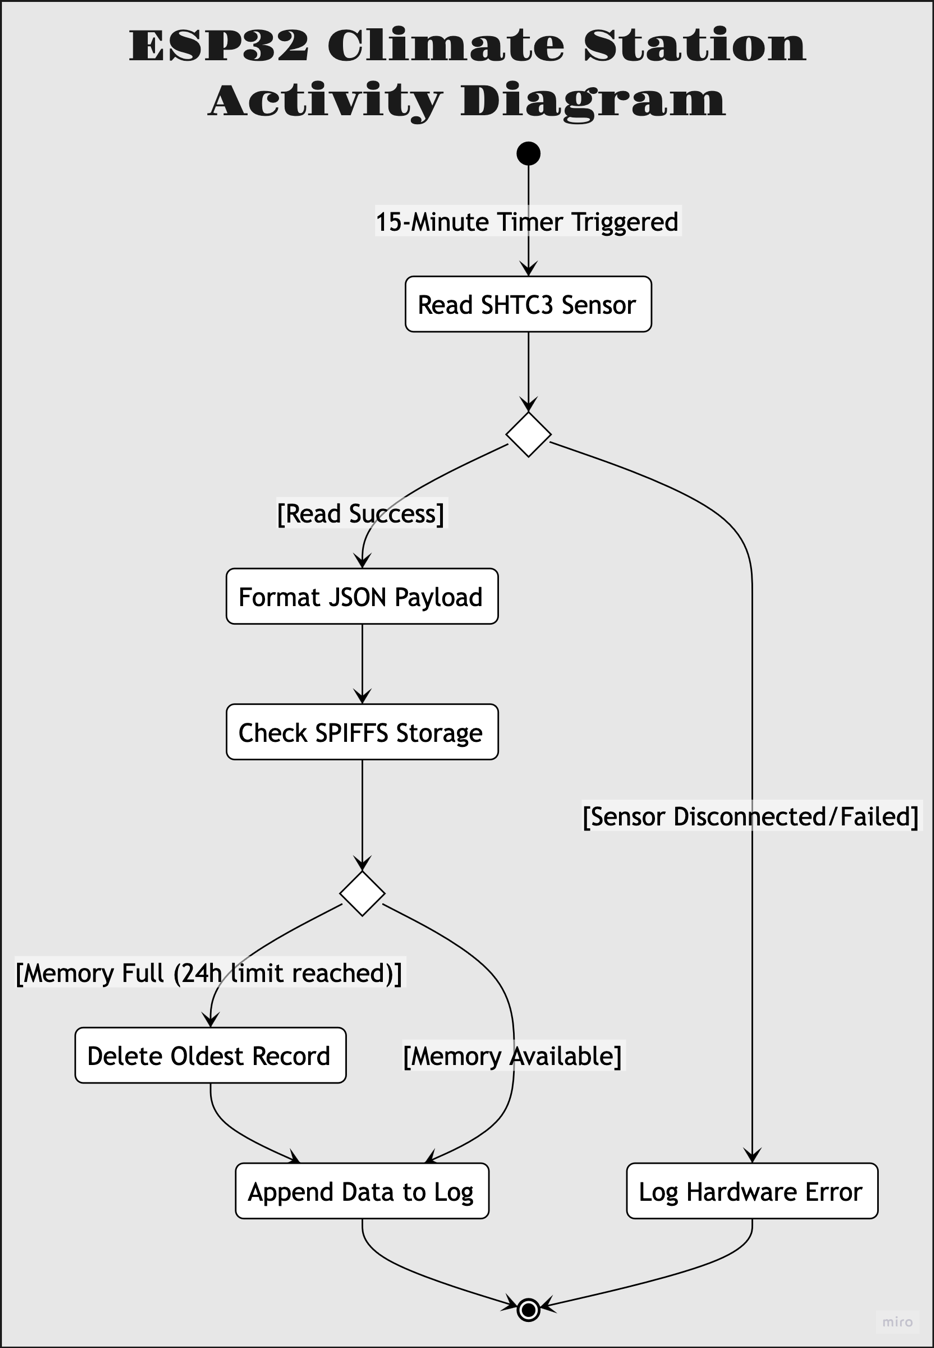 ESP32 Climate Station
Activity Diagram
15-Minute Timer Triggered
Read SHTC3 Sensor
[Read Success]
Format JSON Payload
Check SPIFFS Storage
[Sensor Disconnected/Failed]
[Memory Full (24h limit reached)]
Delete Oldest Record
[Memory Available]
Append Data to Log
Log Hardware Error
miro